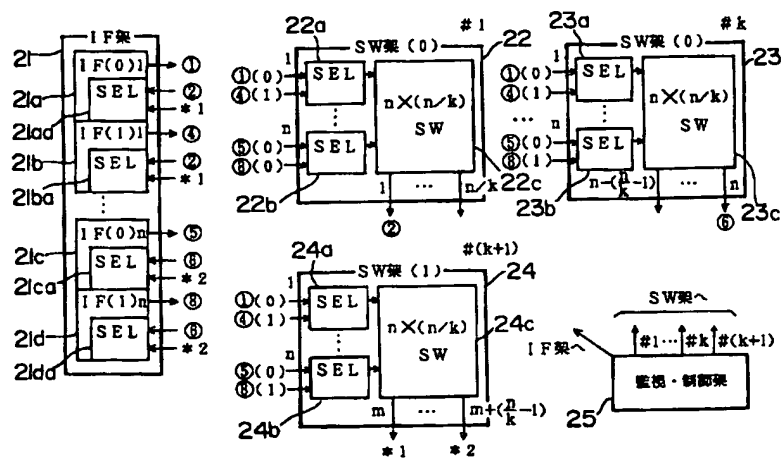 IF架
21
IF(0)1
①
SEL
②
*1
21a
21aa
IF(1)1
④
21b
SEL
②
*1
21ba
IF(0)n
⑤
21c
SEL
⑥
*2
21ca
IF(1)n
⑧
21d
SEL
⑥
*2
21da
#1
22a
SW架(0)
22
1
①(0)
④(1)
SEL
n×(n/k)
SW
n
⑤(0)
⑧(0)
SEL
22b
1 … n/k
22c
②
#k
23a
SW架(0)
23
1
①(0)
④(1)
SEL
n×(n/k)
SW
… n
⑤(0)
⑧(1)
SEL
23b
n-(n/k-1) … n
23c
⑥
#(k+1)
24a
SW架(1)
24
1
①(0)
④(1)
SEL
24c
n×(n/k)
SW
n
⑤(0)
⑧(1)
SEL
24b
m … m+(n/k-1)
*1 *2
SW架へ
IF架へ
#1…#k #(k+1)
監視・制御架
25